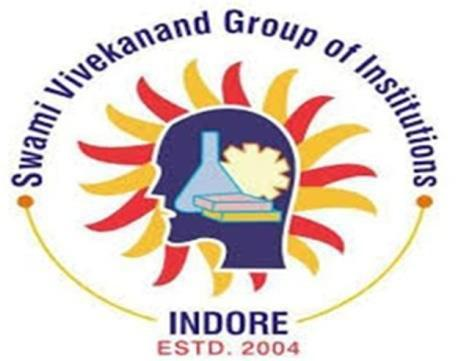 Swami Vivekanand Group of Institutions
INDORE
ESTD. 2004